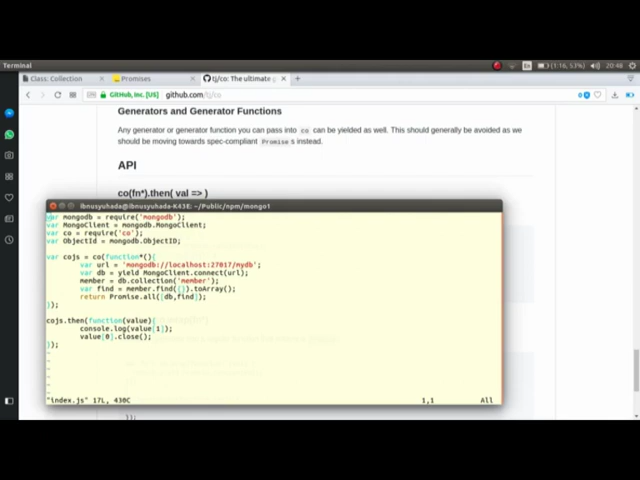 Terminal
(1:16, 53%)
20:48
Class: Collection
Promises
tj/co: The ultimate g
GitHub, Inc. [US]
github.com/tj/co
Generators and Generator Functions
Any generator or generator function you can pass into co can be yielded as well. This should generally be avoided as we
should be moving towards spec-compliant Promise s instead.
API
co(fn*).then( val => )
ibnusyuhada@ibnusyuhada-K43E: ~/Public/npm/mongo1
var mongodb = require('mongodb');
var MongoClient = mongodb.MongoClient;
var co = require('co');
var ObjectId = mongodb.ObjectID;
var cojs = co(function*(){
var url = 'mongodb://localhost:27017/mydb';
var db = yield MongoClient.connect(url);
member = db.collection('member');
var find = member.find({}).toArray();
return Promise.all([db,find]);
});
cojs.then(function(value){
console.log(value[1]);
value[0].close();
});
~
~
~
~
~
"index.js" 17L, 430C
1,1
All
});